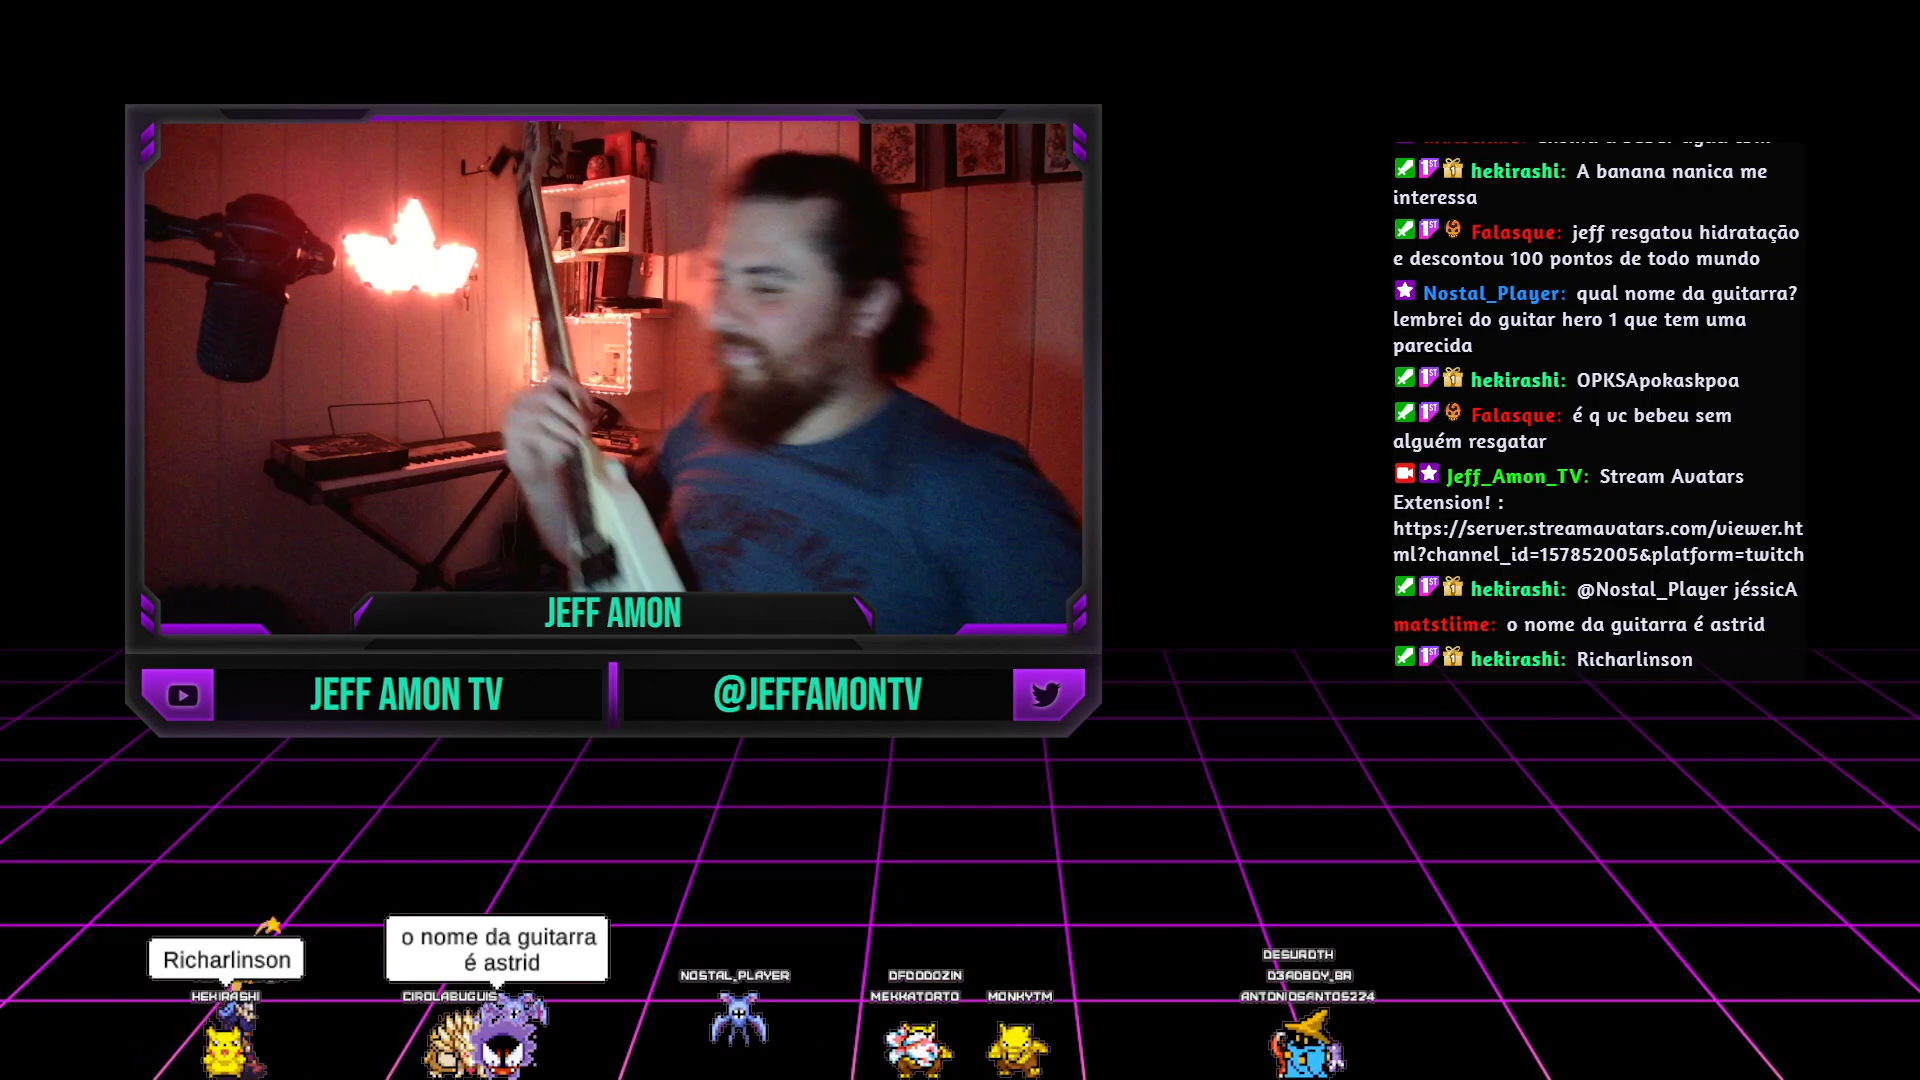 hekirashi: A banana nanica me
interessa
Falasque: jeff resgatou hidratação
e descontou 100 pontos de todo mundo
Nostal_Player: qual nome da guitarra?
lembrei do guitar hero 1 que tem uma
parecida
hekirashi: OPKSApokaskpoa
Falasque: é q vc bebeu sem
alguém resgatar
Jeff_Amon_TV: Stream Avatars
Extension! :
https://server.streamavatars.com/viewer.ht
ml?channel_id=157852005&platform=twitch
hekirashi: @Nostal_Player jéssicA
matstiime: o nome da guitarra é astrid
hekirashi: Richarlinson
JEFF AMON
JEFF AMON TV
@JEFFAMONTV
Richarlinson
HEKIRASHI
o nome da guitarra
é astrid
CIROLABUGUIS
NOSTAL_PLAYER
DFDDDOZIN
MEKKATORTO
MONKYTM
DESUROTH
D3ADBOY_BR
ANTONIOSANTOS224